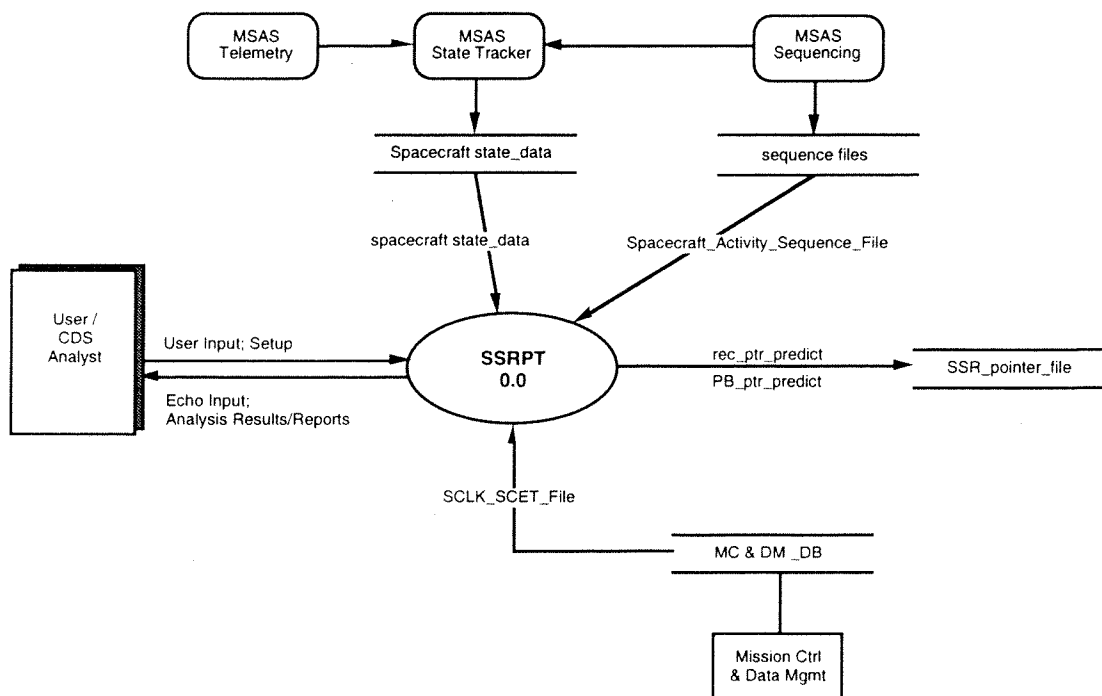 MSAS
Telemetry
MSAS
State Tracker
MSAS
Sequencing
Spacecraft state_data
sequence files
spacecraft state_data
Spacecraft_Activity_Sequence_File
User /
CDS
Analyst
User Input; Setup
Echo Input;
Analysis Results/Reports
SSRPT
0.0
rec_ptr_predict
PB_ptr_predict
SSR_pointer_file
SCLK_SCET_File
MC & DM _DB
Mission Ctrl
& Data Mgmt